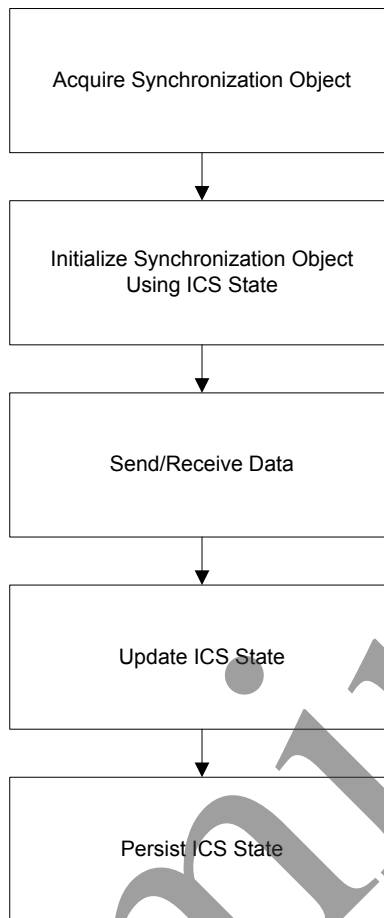 Acquire Synchronization Object
Initialize Synchronization Object
Using ICS State
Send/Receive Data
Update ICS State
Persist ICS State